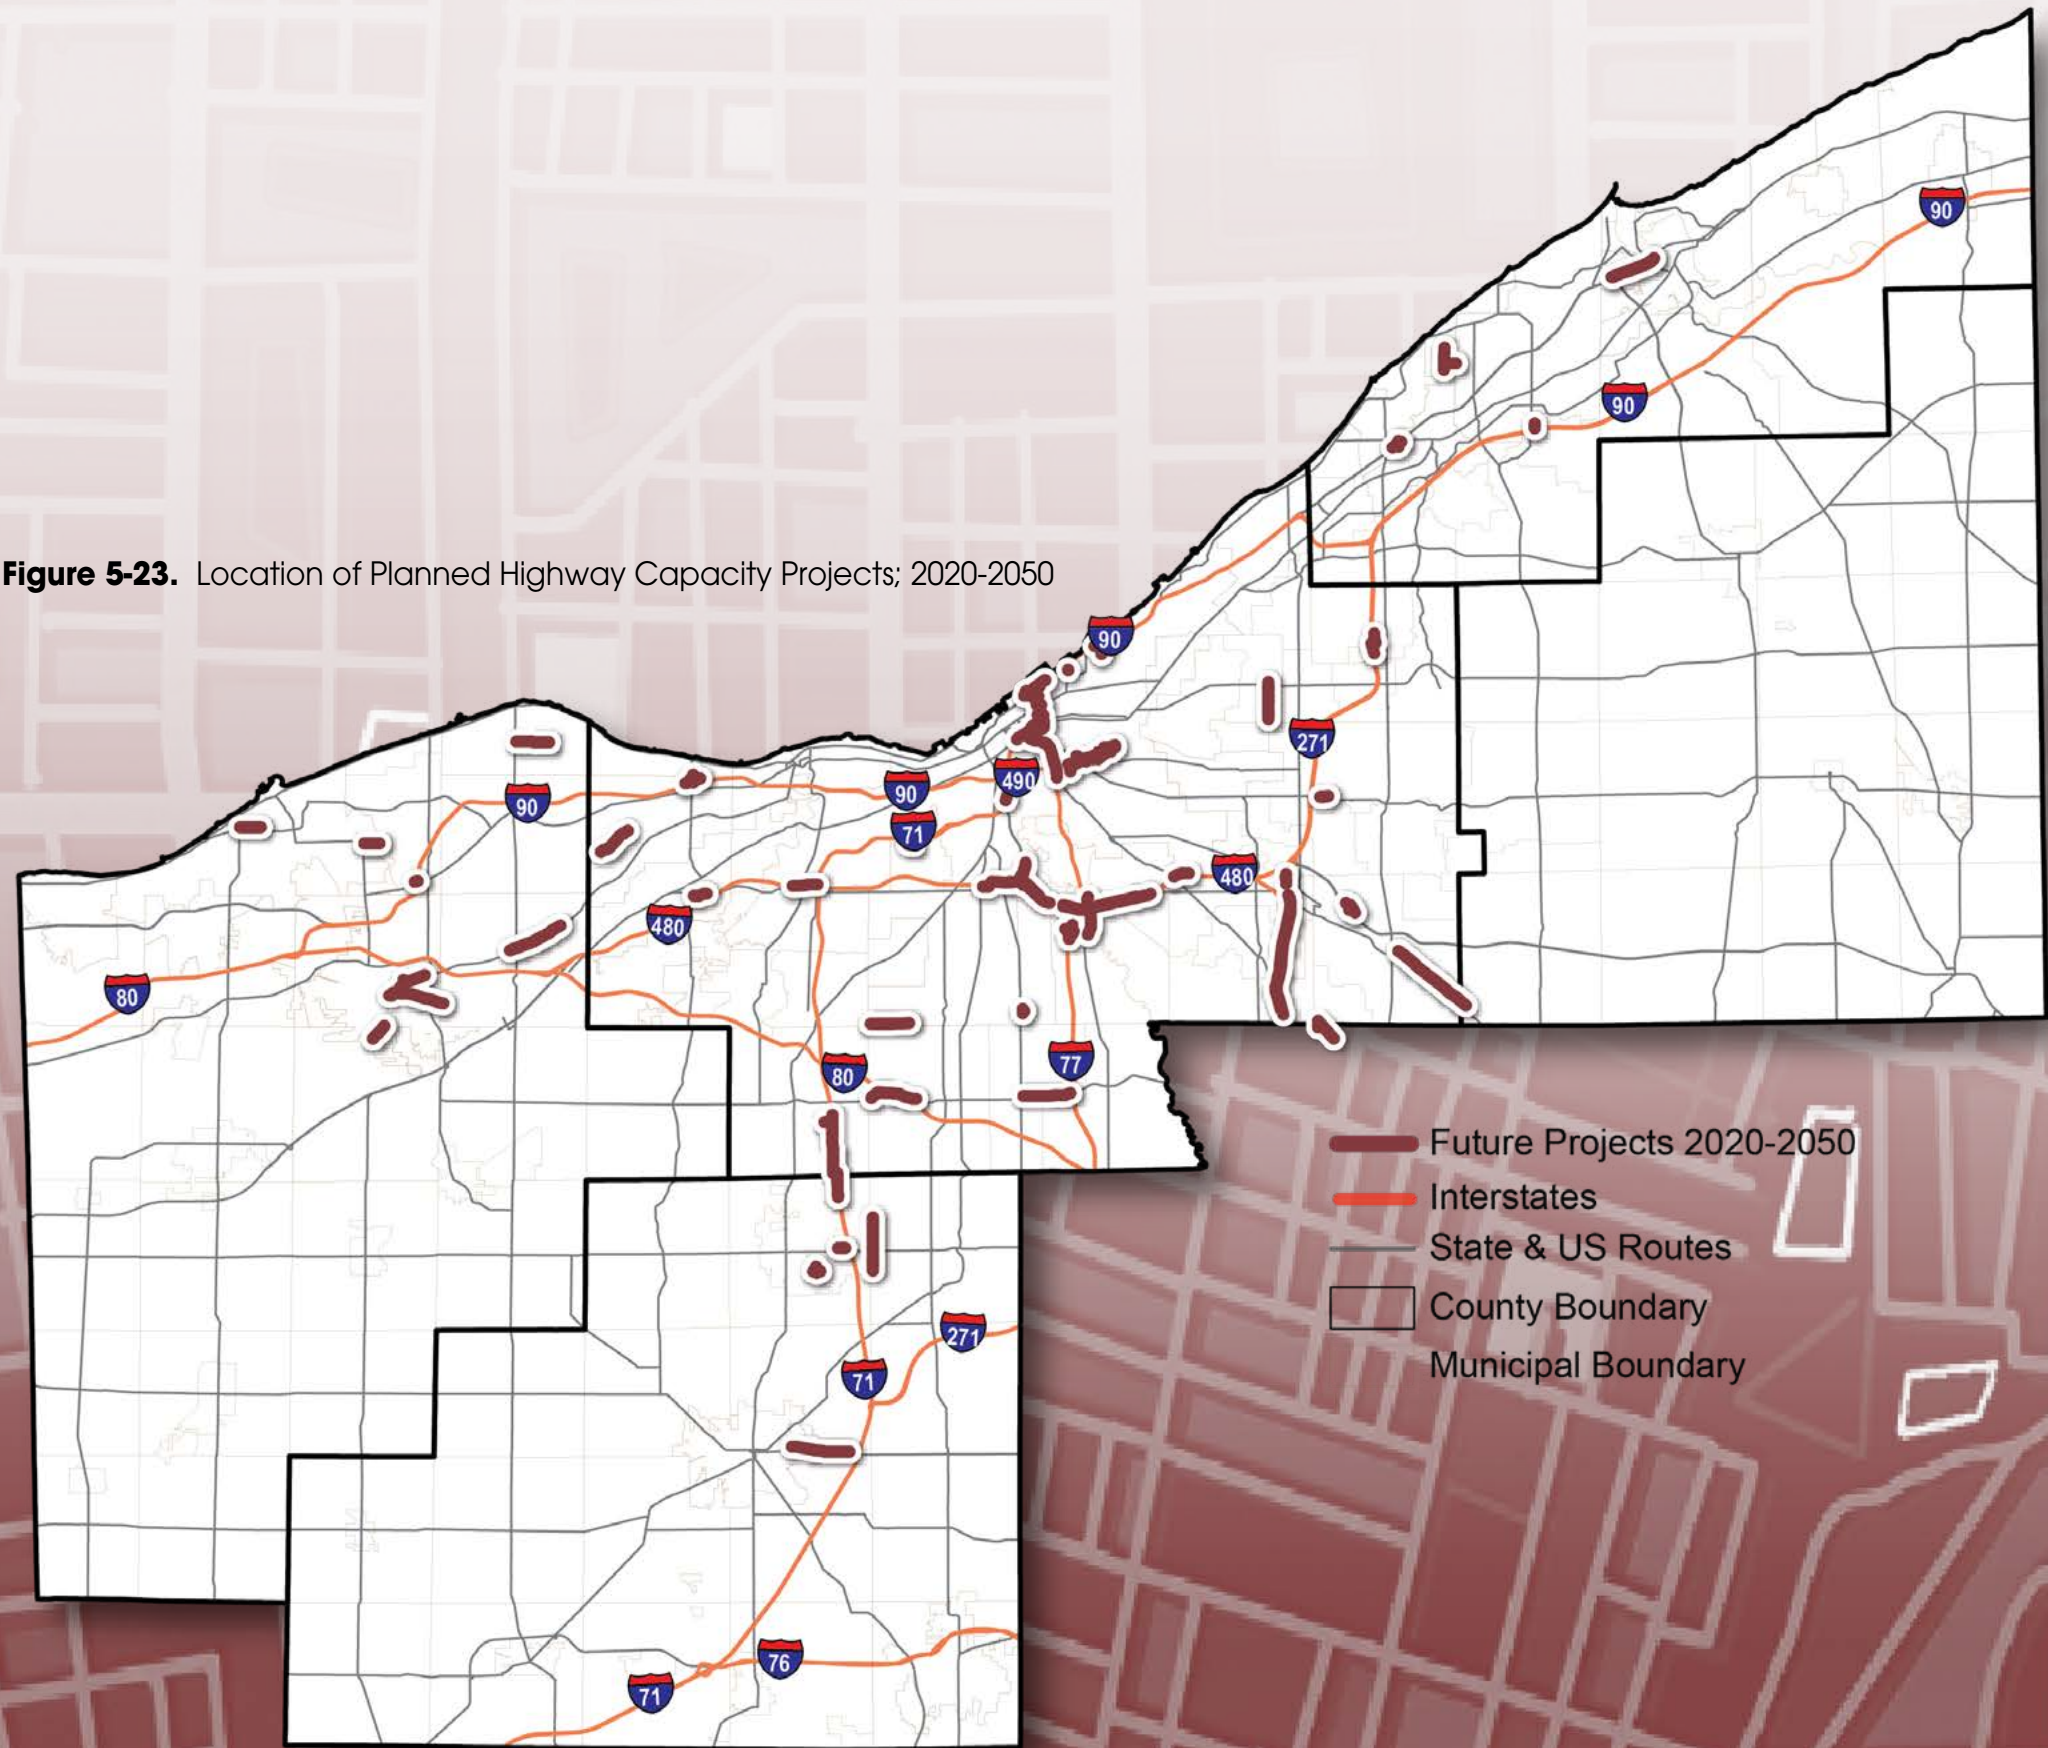 90
90
Figure 5-23. Location of Planned Highway Capacity Projects; 2020-2050
90
271
490
90
90
71
480
480
80
80
77
Future Projects 2020-2050
Interstates
State & US Routes
County Boundary
Municipal Boundary
271
71
76
71